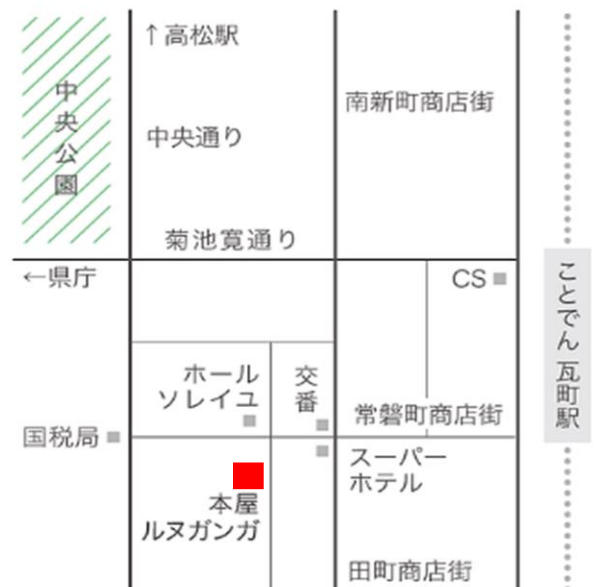 ↑高松駅
中央公園
南新町商店街
中央通り
菊池寛通り
←県庁
CS
ことでん 瓦町駅
ホール
ソレイユ
交番
常磐町商店街
国税局
スーパー
ホテル
本屋
ルヌガンガ
田町商店街